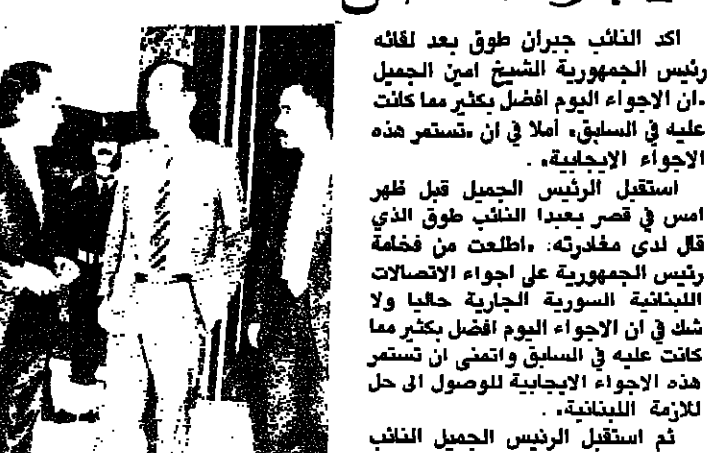 اكد النائب جبران طوق بعد لقائه
رئيس الجمهورية الشيخ امين الجميل
«ان الاجواء اليوم افضل بكثير مما كانت
عليه في السابق» املا في ان «تستمر هذه
الاجواء الايجابية» .
استقبل الرئيس الجميل قبل ظهر
امس في قصر بعبدا النائب طوق الذي
قال لدى مغادرته: «اطلعت من فخامة
رئيس الجمهورية على اجواء الاتصالات
اللبنانية السورية الجارية حاليا ولا
شك في ان الاجواء اليوم افضل بكثير مما
كانت عليه في السابق واتمنى ان تستمر
هذه الاجواء الايجابية للوصول الى حل
للازمة اللبنانية» .
ثم استقبل الرئيس الجميل النائب